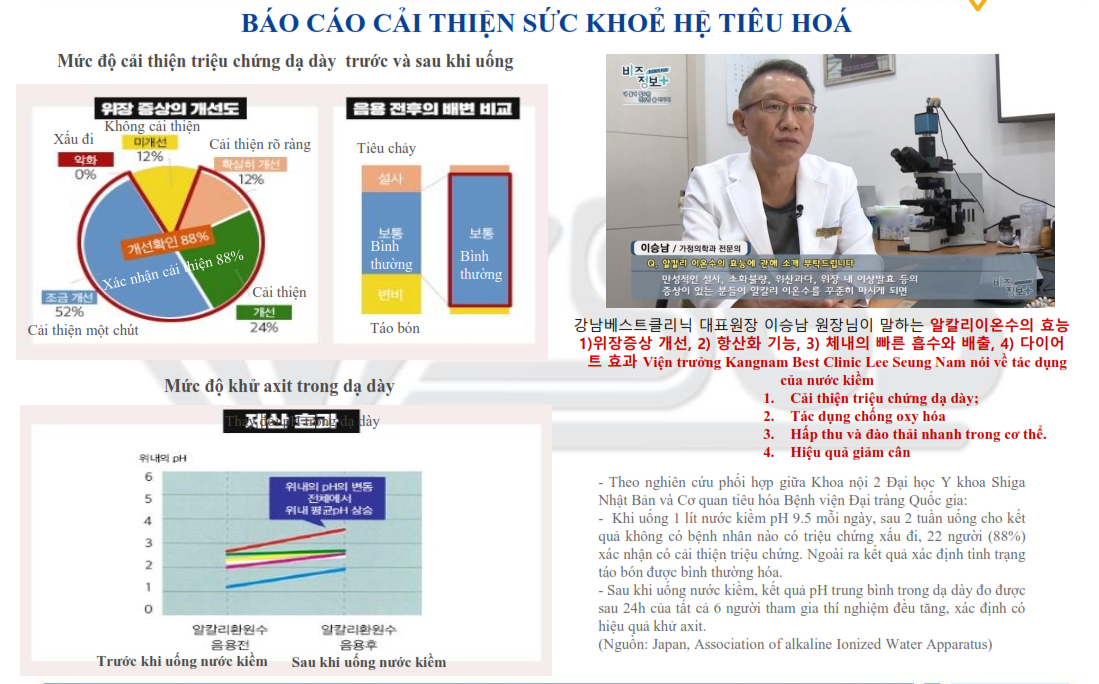 BÁO CÁO CẢI THIỆN SỨC KHOẺ HỆ TIÊU HOÁ
Mức độ cải thiện triệu chứng dạ dày trước và sau khi uống
위장 증상의 개선도
Không cải thiện
미개선
12%
Xấu đi
악화
0%
Cải thiện rõ ràng
확실히 개선
12%
개선확인 88%
Xác nhận cải thiện 88%
조금 개선
52%
Cải thiện một chút
Cải thiện
개선
24%
음용 전후의 배변 비교
Tiêu chảy
설사
보통
Bình
thường
변비
Táo bón
보통
Bình
thường
Mức độ khử axit trong dạ dày
제산 효과
위내의 pH
6
5
4
3
2
1
0
위내의 pH의 변동
전체에서
위내 평균pH 상승
알칼리환원수
음용전
알칼리환원수
음용후
Trước khi uống nước kiềm
Sau khi uống nước kiềm
비즈
정보+
이승남 / 가정의학과 전문의
Q. 알칼리 이온수의 효능에 관해 소개 부탁드립니다
만성적인 설사, 소화불량, 위산과다, 위장 내 이상발효 등의
증상이 있는 분들이 알칼리 이온수를 꾸준히 마시게 되면
비즈
정보+
강남베스트클리닉 대표원장 이승남 원장님이 말하는 알칼리이온수의 효능
1)위장증상 개선, 2) 항산화 기능, 3) 체내의 빠른 흡수와 배출, 4) 다이어
트 효과 Viện trưởng Kangnam Best Clinic Lee Seung Nam nói về tác dụng
của nước kiềm
1. Cải thiện triệu chứng dạ dày;
2. Tác dụng chống oxy hóa
3. Hấp thu và đào thải nhanh trong cơ thể.
4. Hiệu quả giảm cân
- Theo nghiên cứu phối hợp giữa Khoa nội 2 Đại học Y khoa Shiga
Nhật Bản và Cơ quan tiêu hóa Bệnh viện Đại tràng Quốc gia:
- Khi uống 1 lít nước kiềm pH 9.5 mỗi ngày, sau 2 tuần uống cho kết
quả không có bệnh nhân nào có triệu chứng xấu đi, 22 người (88%)
xác nhận có cải thiện triệu chứng. Ngoài ra kết quả xác định tình trạng
táo bón được bình thường hóa.
- Sau khi uống nước kiềm, kết quả pH trung bình trong dạ dày đo được
sau 24h của tất cả 6 người tham gia thí nghiệm đều tăng, xác định có
hiệu quả khử axit.
(Nguồn: Japan, Association of alkaline Ionized Water Apparatus)